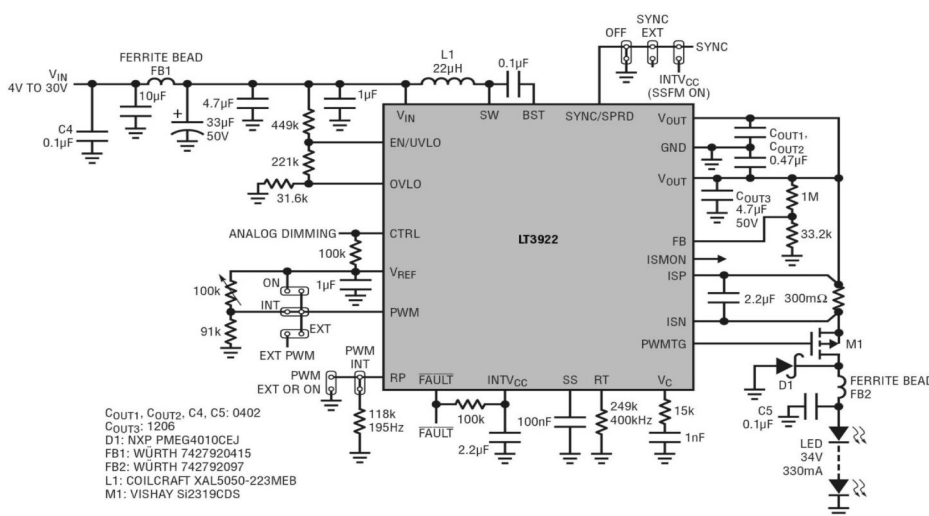 SYNC
OFF EXT
SYNC
INTVCC
(SSFM ON)
VIN
4V TO 30V
FERRITE BEAD
FB1
L1
22µH
0.1µF
C4
0.1µF
10µF
33µF
50V
4.7µF
1µF
449k
221k
31.6k
VIN
SW
BST
SYNC/SPRD
VOUT
GND
VOUT
EN/UVLO
OVLO
CTRL
VREF
PWM
RP
FAULT
INTVCC
SS
RT
VC
FB
ISMON
ISP
ISN
PWMTG
LT3922
COUT1,
COUT2
0.47µF
COUT3
4.7µF
50V
1M
33.2k
2.2µF
300mΩ
M1
D1
FERRITE BEAD
FB2
C5
0.1µF
LED
34V
330mA
ANALOG DIMMING
100k
1µF
100k
ON
INT
EXT
91k
EXT PWM
PWM
INT
PWM
EXT OR ON
118k
195Hz
FAULT
100k
2.2µF
100nF
249k
400kHz
15k
1nF
COUT1, COUT2, C4, C5: 0402
COUT3: 1206
D1: NXP PMEG4010CEJ
FB1: WÜRTH 7427920415
FB2: WÜRTH 742792097
L1: COILCRAFT XAL5050-223MEB
M1: VISHAY Si2319CDS